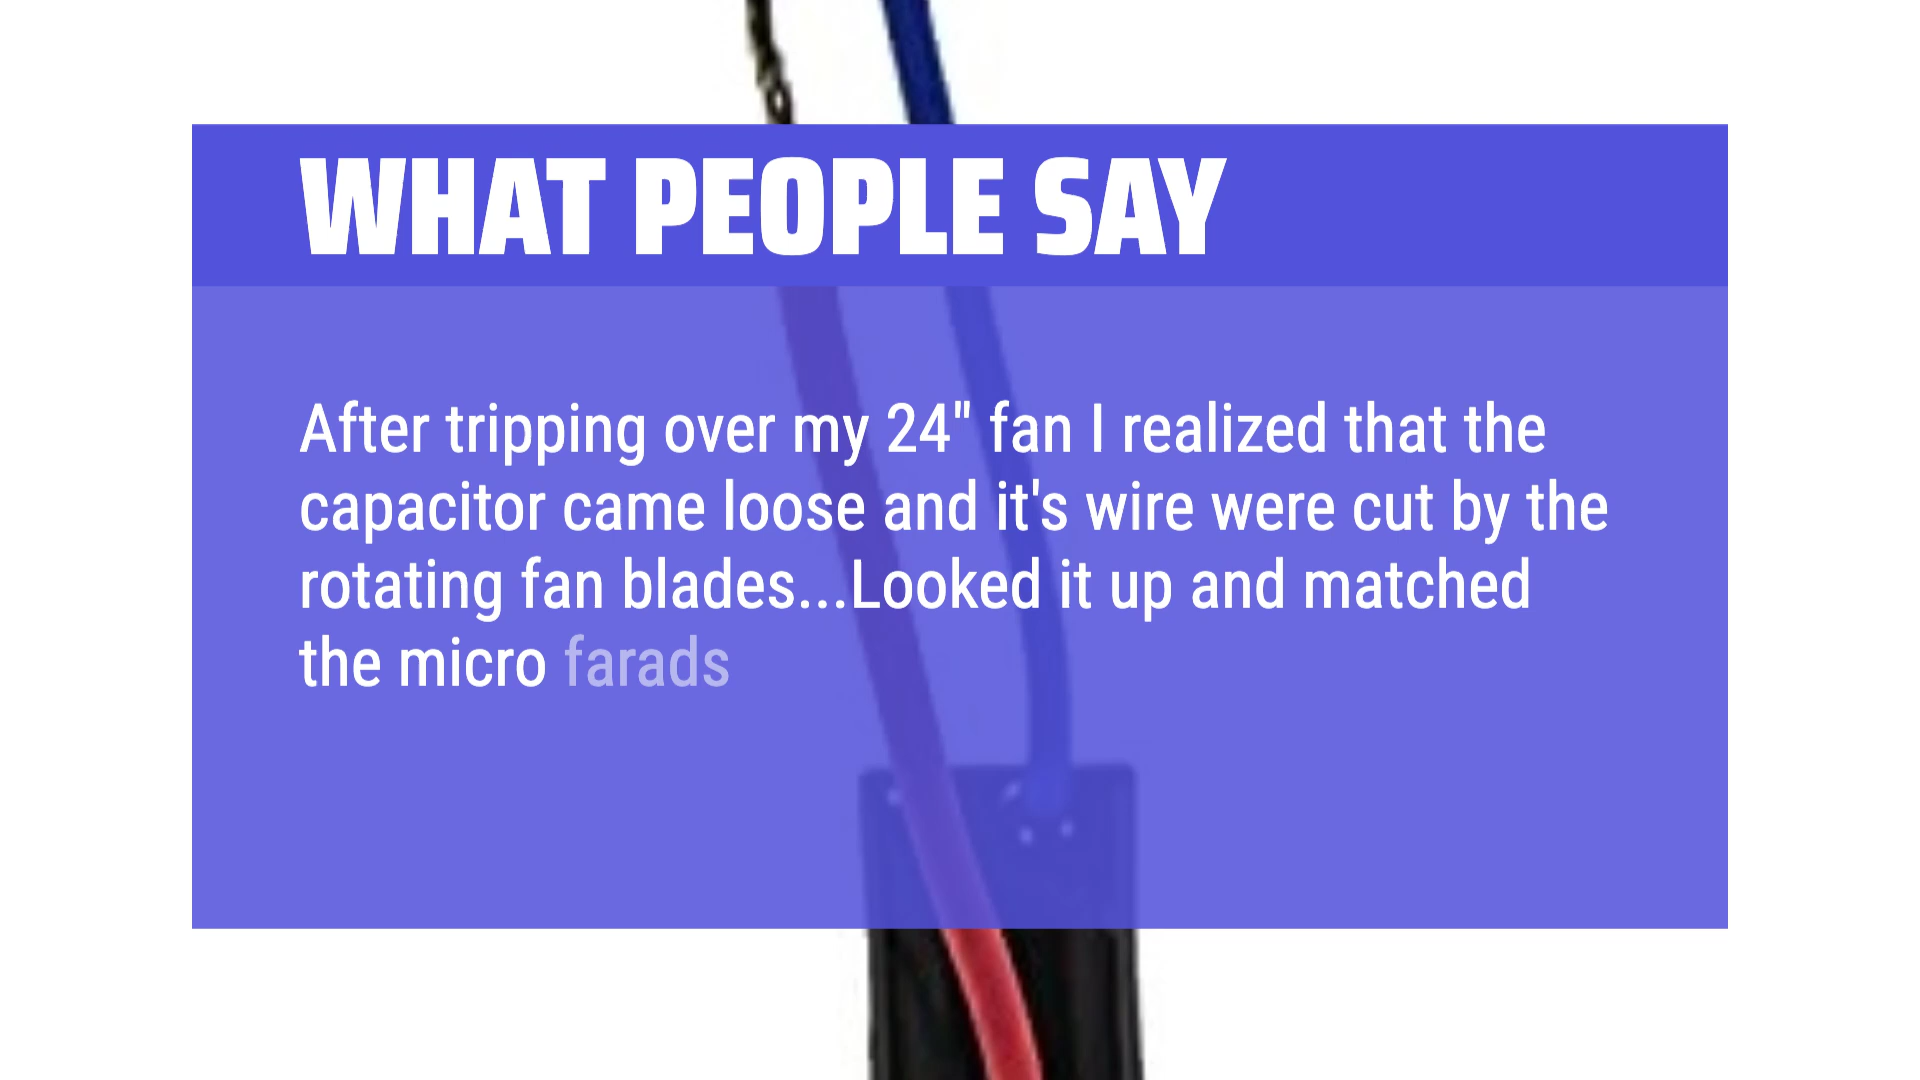 WHAT PEOPLE SAY
After tripping over my 24" fan I realized that the
capacitor came loose and it's wire were cut by the
rotating fan blades...Looked it up and matched
the micro farads